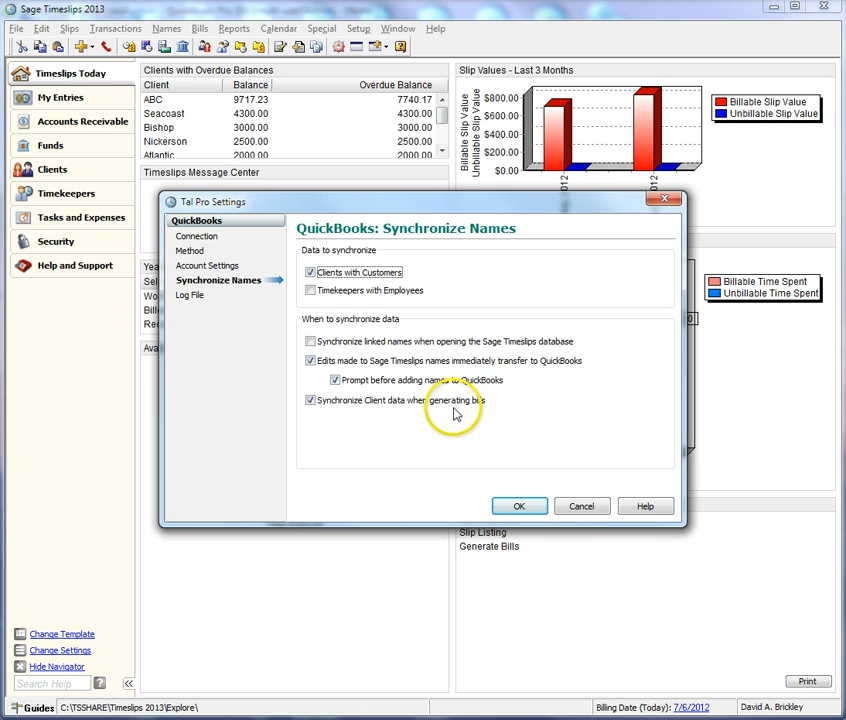 Sage Timeslips 2013
File Edit Slips Transactions Names Bills Reports Calendar Special Setup Window Help
Timeslips Today
My Entries
Accounts Receivable
Funds
Clients
Timekeepers
Tasks and Expenses
Security
Help and Support
Clients with Overdue Balances
Client Balance Overdue Balance
ABC 9717.23 7740.17
Seacoast 4300.00 4300.00
Bishop 3000.00 3000.00
Nickerson 2500.00 2500.00
Atlantic 2000.00 2000.00
Timeslips Message Center
Slip Values - Last 3 Months
Billable Slip Value
Unbillable Slip Value
$800.00
$600.00
$400.00
$200.00
$0.00
Billable Slip Value
Unbillable Slip Value
Billable Time Spent
Unbillable Time Spent
Tal Pro Settings
QuickBooks
Connection
Method
Account Settings
Synchronize Names
Log File
QuickBooks: Synchronize Names
Data to synchronize
Clients with Customers
Timekeepers with Employees
When to synchronize data
Synchronize linked names when opening the Sage Timeslips database
Edits made to Sage Timeslips names immediately transfer to QuickBooks
Prompt before adding names to QuickBooks
Synchronize Client data when generating bills
OK Cancel Help
Slip Listing
Generate Bills
Print
Change Template
Change Settings
Hide Navigator
Search Help
Guides C:\TSSHARE\Timeslips 2013\Explore\ Billing Date (Today): 7/6/2012 David A. Brickley